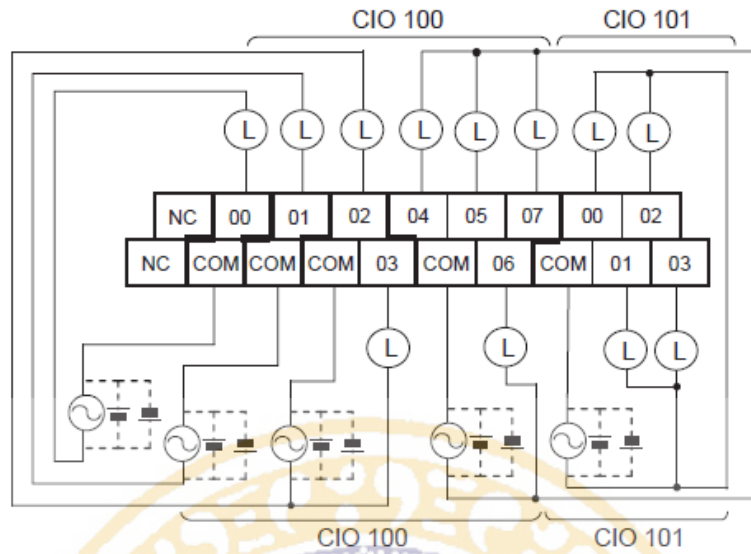 CIO 100 CIO 101
L L L L L L L L
NC 00 01 02 04 05 07 00 02
NC COM COM COM 03 COM 06 COM 01 03
L L L L
CIO 100 CIO 101